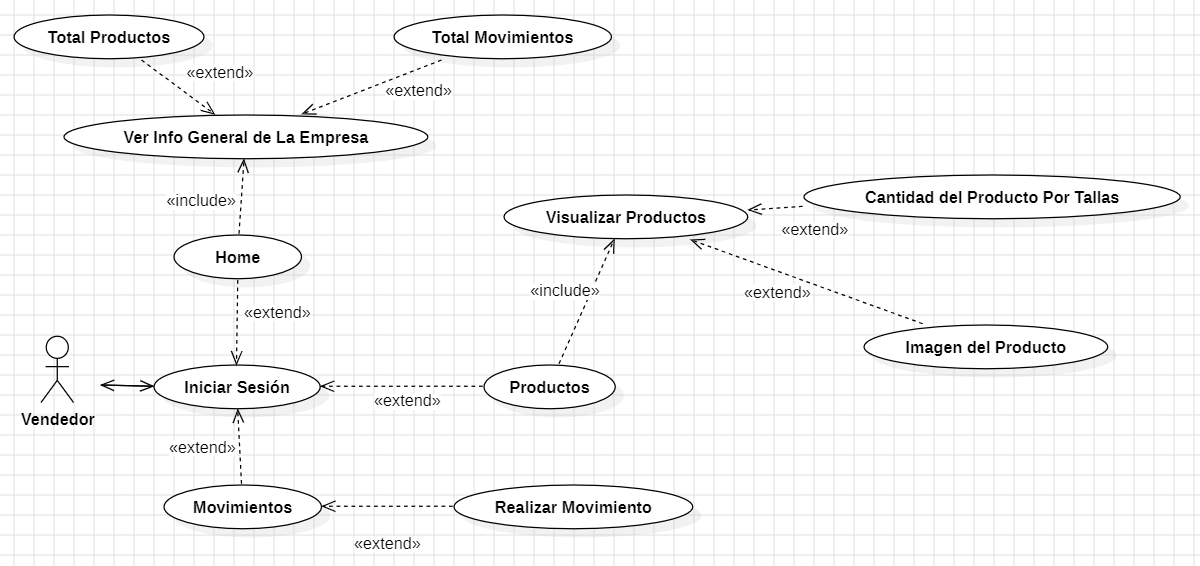 Total Productos
Total Movimientos
«extend»
«extend»
Ver Info General de La Empresa
«include»
Cantidad del Producto Por Tallas
Visualizar Productos
«extend»
Home
«include»
«extend»
«extend»
Imagen del Producto
Iniciar Sesión
Productos
«extend»
Vendedor
«extend»
Movimientos
Realizar Movimiento
«extend»